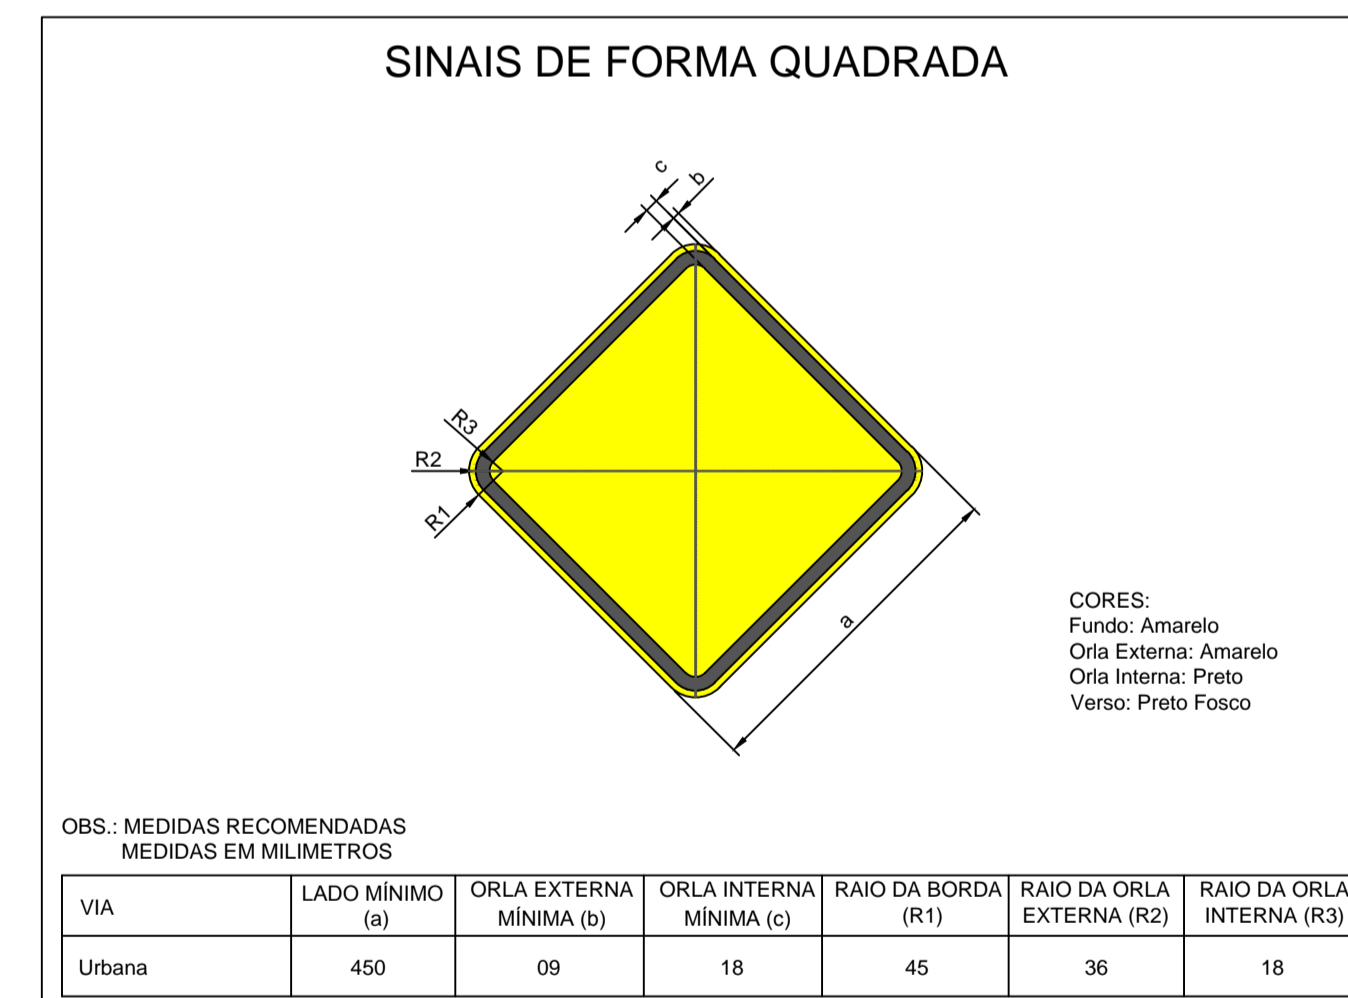 SINAIS DE FORMA QUADRADA
c
b
R3
R2
R1
a
CORES:
Fundo: Amarelo
Orla Externa: Amarelo
Orla Interna: Preto
Verso: Preto Fosco
OBS.: MEDIDAS RECOMENDADAS
MEDIDAS EM MILIMETROS
VIA
LADO MÍNIMO
(a)
ORLA EXTERNA
MÍNIMA (b)
ORLA INTERNA
MÍNIMA (c)
RAIO DA BORDA
(R1)
RAIO DA ORLA
EXTERNA (R2)
RAIO DA ORLA
INTERNA (R3)
Urbana 450 09 18 45 36 18